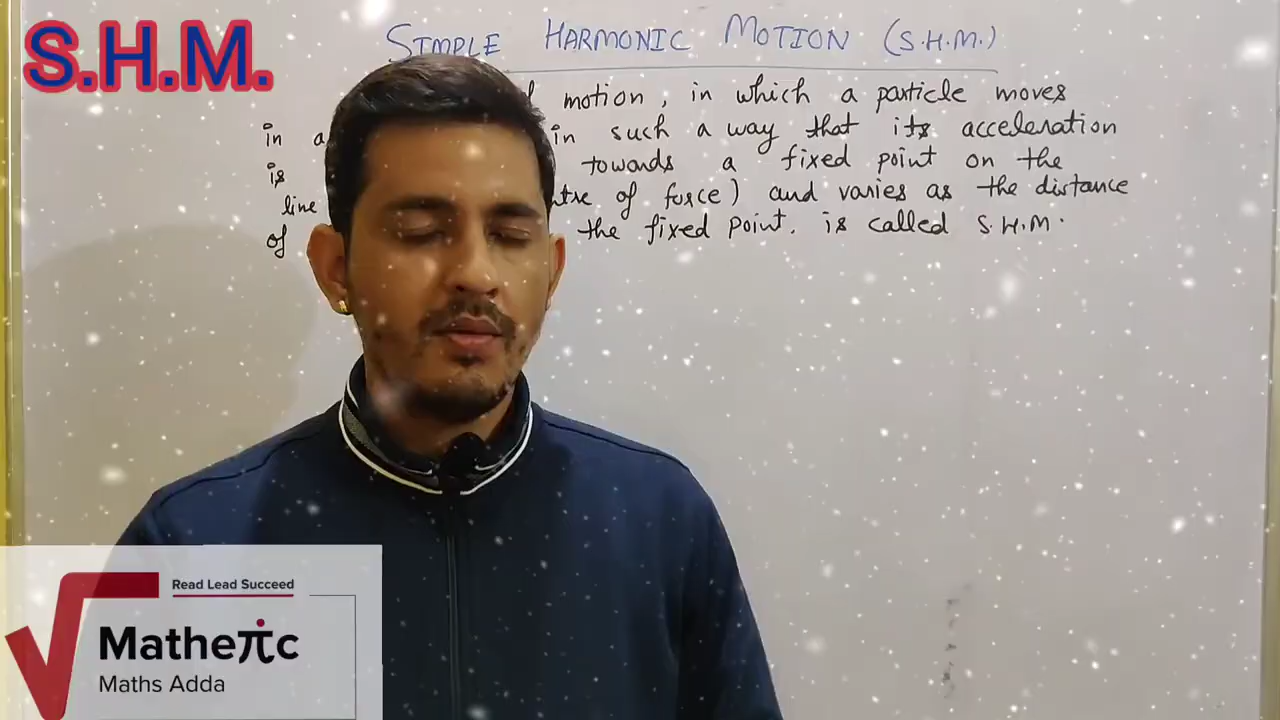 S.H.M.
SIMPLE HARMONIC MOTION (S.H.M.)
motion, in which a particle moves
in a in such a way that its acceleration
is towards a fixed point on the
line of force) and varies as the distance
of the fixed point. is called S.H.M.
Read Lead Succeed
Matheπc
Maths Adda